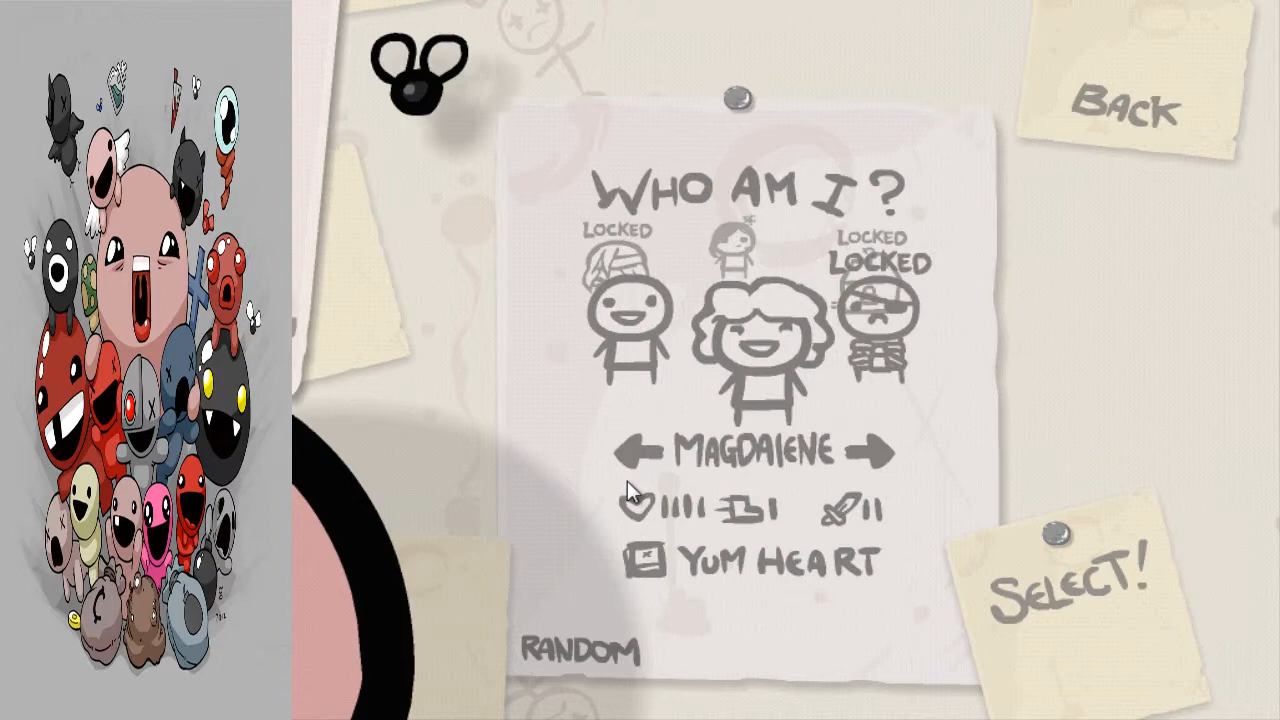 BACK
WHO AM I?
LOCKED
LOCKED
LOCKED
MAGDALENE
YUM HEART
SELECT!
RANDOM